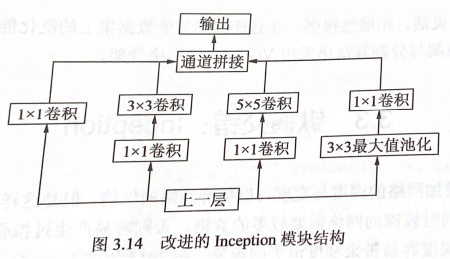 输出
通道拼接
1×1卷积
3×3卷积
5×5卷积
1×1卷积
1×1卷积
1×1卷积
3×3最大值池化
上一层
图 3.14 改进的 Inception 模块结构